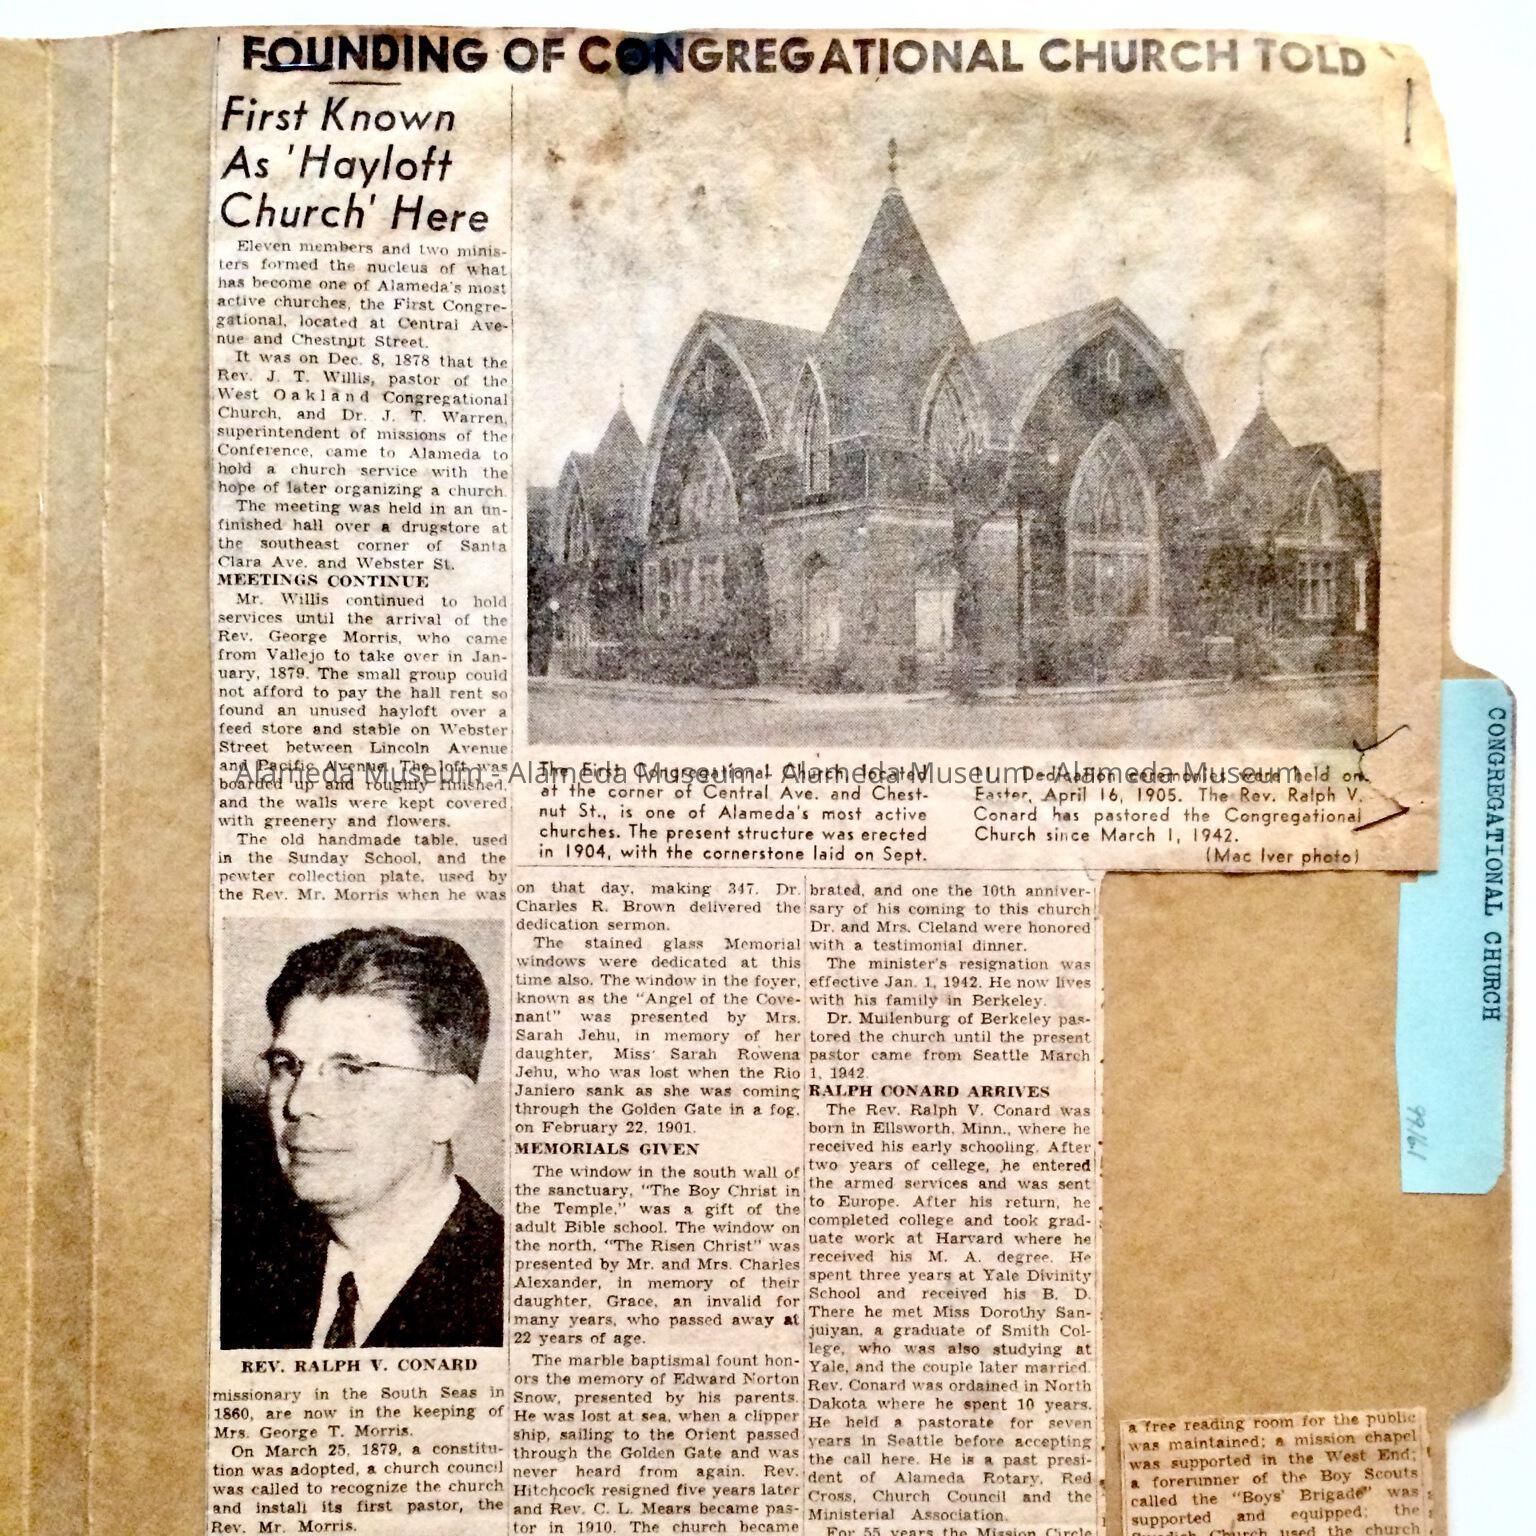 FOUNDING OF CONGREGATIONAL CHURCH TOLD
First Known
As 'Hayloft
Church' Here
Eleven members and two minis-
ters formed the nucleus of what
has become one of Alameda's most
active churches, the First Congre-
gational, located at Central Ave-
nue and Chestnut Street.
It was on Dec. 8, 1878 that the
Rev. J. T. Willis, pastor of the
West Oakland Congregational
Church, and Dr. J. T. Warren,
superintendent of missions of the
Conference, came to Alameda to
hold a church service with the
hope of later organizing a church.
The meeting was held in an un-
finished hall over a drugstore at
the southeast corner of Santa
Clara Ave. and Webster St.
MEETINGS CONTINUE
Mr. Willis continued to hold
services until the arrival of the
Rev. George Morris, who came
from Vallejo to take over in Jan-
uary, 1879. The small group could
not afford to pay the hall rent so
found an unused hayloft over a
feed store and stable on Webster
Street between Lincoln Avenue
and Pacific Avenue. The loft was
boarded up and roughly finished,
and the walls were kept covered
with greenery and flowers.
The old handmade table, used
in the Sunday School, and the
pewter collection plate, used by
the Rev. Mr. Morris when he was
REV. RALPH V. CONARD
missionary in the South Seas in
1860, are now in the keeping of
Mrs. George T. Morris.
On March 25, 1879, a constitu-
tion was adopted, a church council
was called to recognize the church
and install its first pastor, the
Rev. Mr. Morris.
The First Congregational Church, located
at the corner of Central Ave. and Chest-
nut St., is one of Alameda's most active
churches. The present structure was erected
in 1904, with the cornerstone laid on Sept.
11. Dedication ceremonies were held on
Easter, April 16, 1905. The Rev. Ralph V.
Conard has pastored the Congregational
Church since March 1, 1942.
(Mac Iver photo)
Alameda Museum - Alameda Museum - Alameda Museum - Alameda Museum
on that day, making 347. Dr.
Charles R. Brown delivered the
dedication sermon.
The stained glass Memorial
windows were dedicated at this
time also. The window in the foyer,
known as the "Angel of the Cove-
nant" was presented by Mrs.
Sarah Jehu, in memory of her
daughter, Miss Sarah Rowena
Jehu, who was lost when the Rio
Janiero sank as she was coming
through the Golden Gate in a fog,
on February 22, 1901.
MEMORIALS GIVEN
The window in the south wall of
the sanctuary, "The Boy Christ in
the Temple," was a gift of the
adult Bible school. The window on
the north, "The Risen Christ" was
presented by Mr. and Mrs. Charles
Alexander, in memory of their
daughter, Grace, an invalid for
many years, who passed away at
22 years of age.
The marble baptismal fount hon-
ors the memory of Edward Norton
Snow, presented by his parents.
He was lost at sea, when a clipper
ship, sailing to the Orient passed
through the Golden Gate and was
never heard from again. Rev.
Hitchcock resigned five years later
and Rev. C. L. Mears became pas-
tor in 1910. The church became
brated, and one the 10th anniver-
sary of his coming to this church
Dr. and Mrs. Cleland were honored
with a testimonial dinner.
The minister's resignation was
effective Jan. 1, 1942. He now lives
with his family in Berkeley.
Dr. Muilenburg of Berkeley pas-
tored the church until the present
pastor came from Seattle March
1, 1942.
RALPH CONARD ARRIVES
The Rev. Ralph V. Conard was
born in Ellsworth, Minn., where he
received his early schooling. After
two years of cellege, he entered
the armed services and was sent
to Europe. After his return, he
completed college and took grad-
uate work at Harvard where he
received his M. A. degree. He
spent three years at Yale Divinity
School and received his B. D.
There he met Miss Dorothy San-
juiyan, a graduate of Smith Col-
lege, who was also studying at
Yale, and the couple later married.
Rev. Conard was ordained in North
Dakota where he spent 10 years.
He held a pastorate for seven
years in Seattle before accepting
the call here. He is a past presi-
dent of Alameda Rotary, Red
Cross, Church Council and the
Ministerial Association.
For 55 years the Mission Circle
a free reading room for the public
was maintained; a mission chapel
was supported in the West End;
a forerunner of the Boy Scouts
called the "Boys' Brigade" was
supported and equipped; the
Swedish Church used the church
CONGREGATIONAL CHURCH